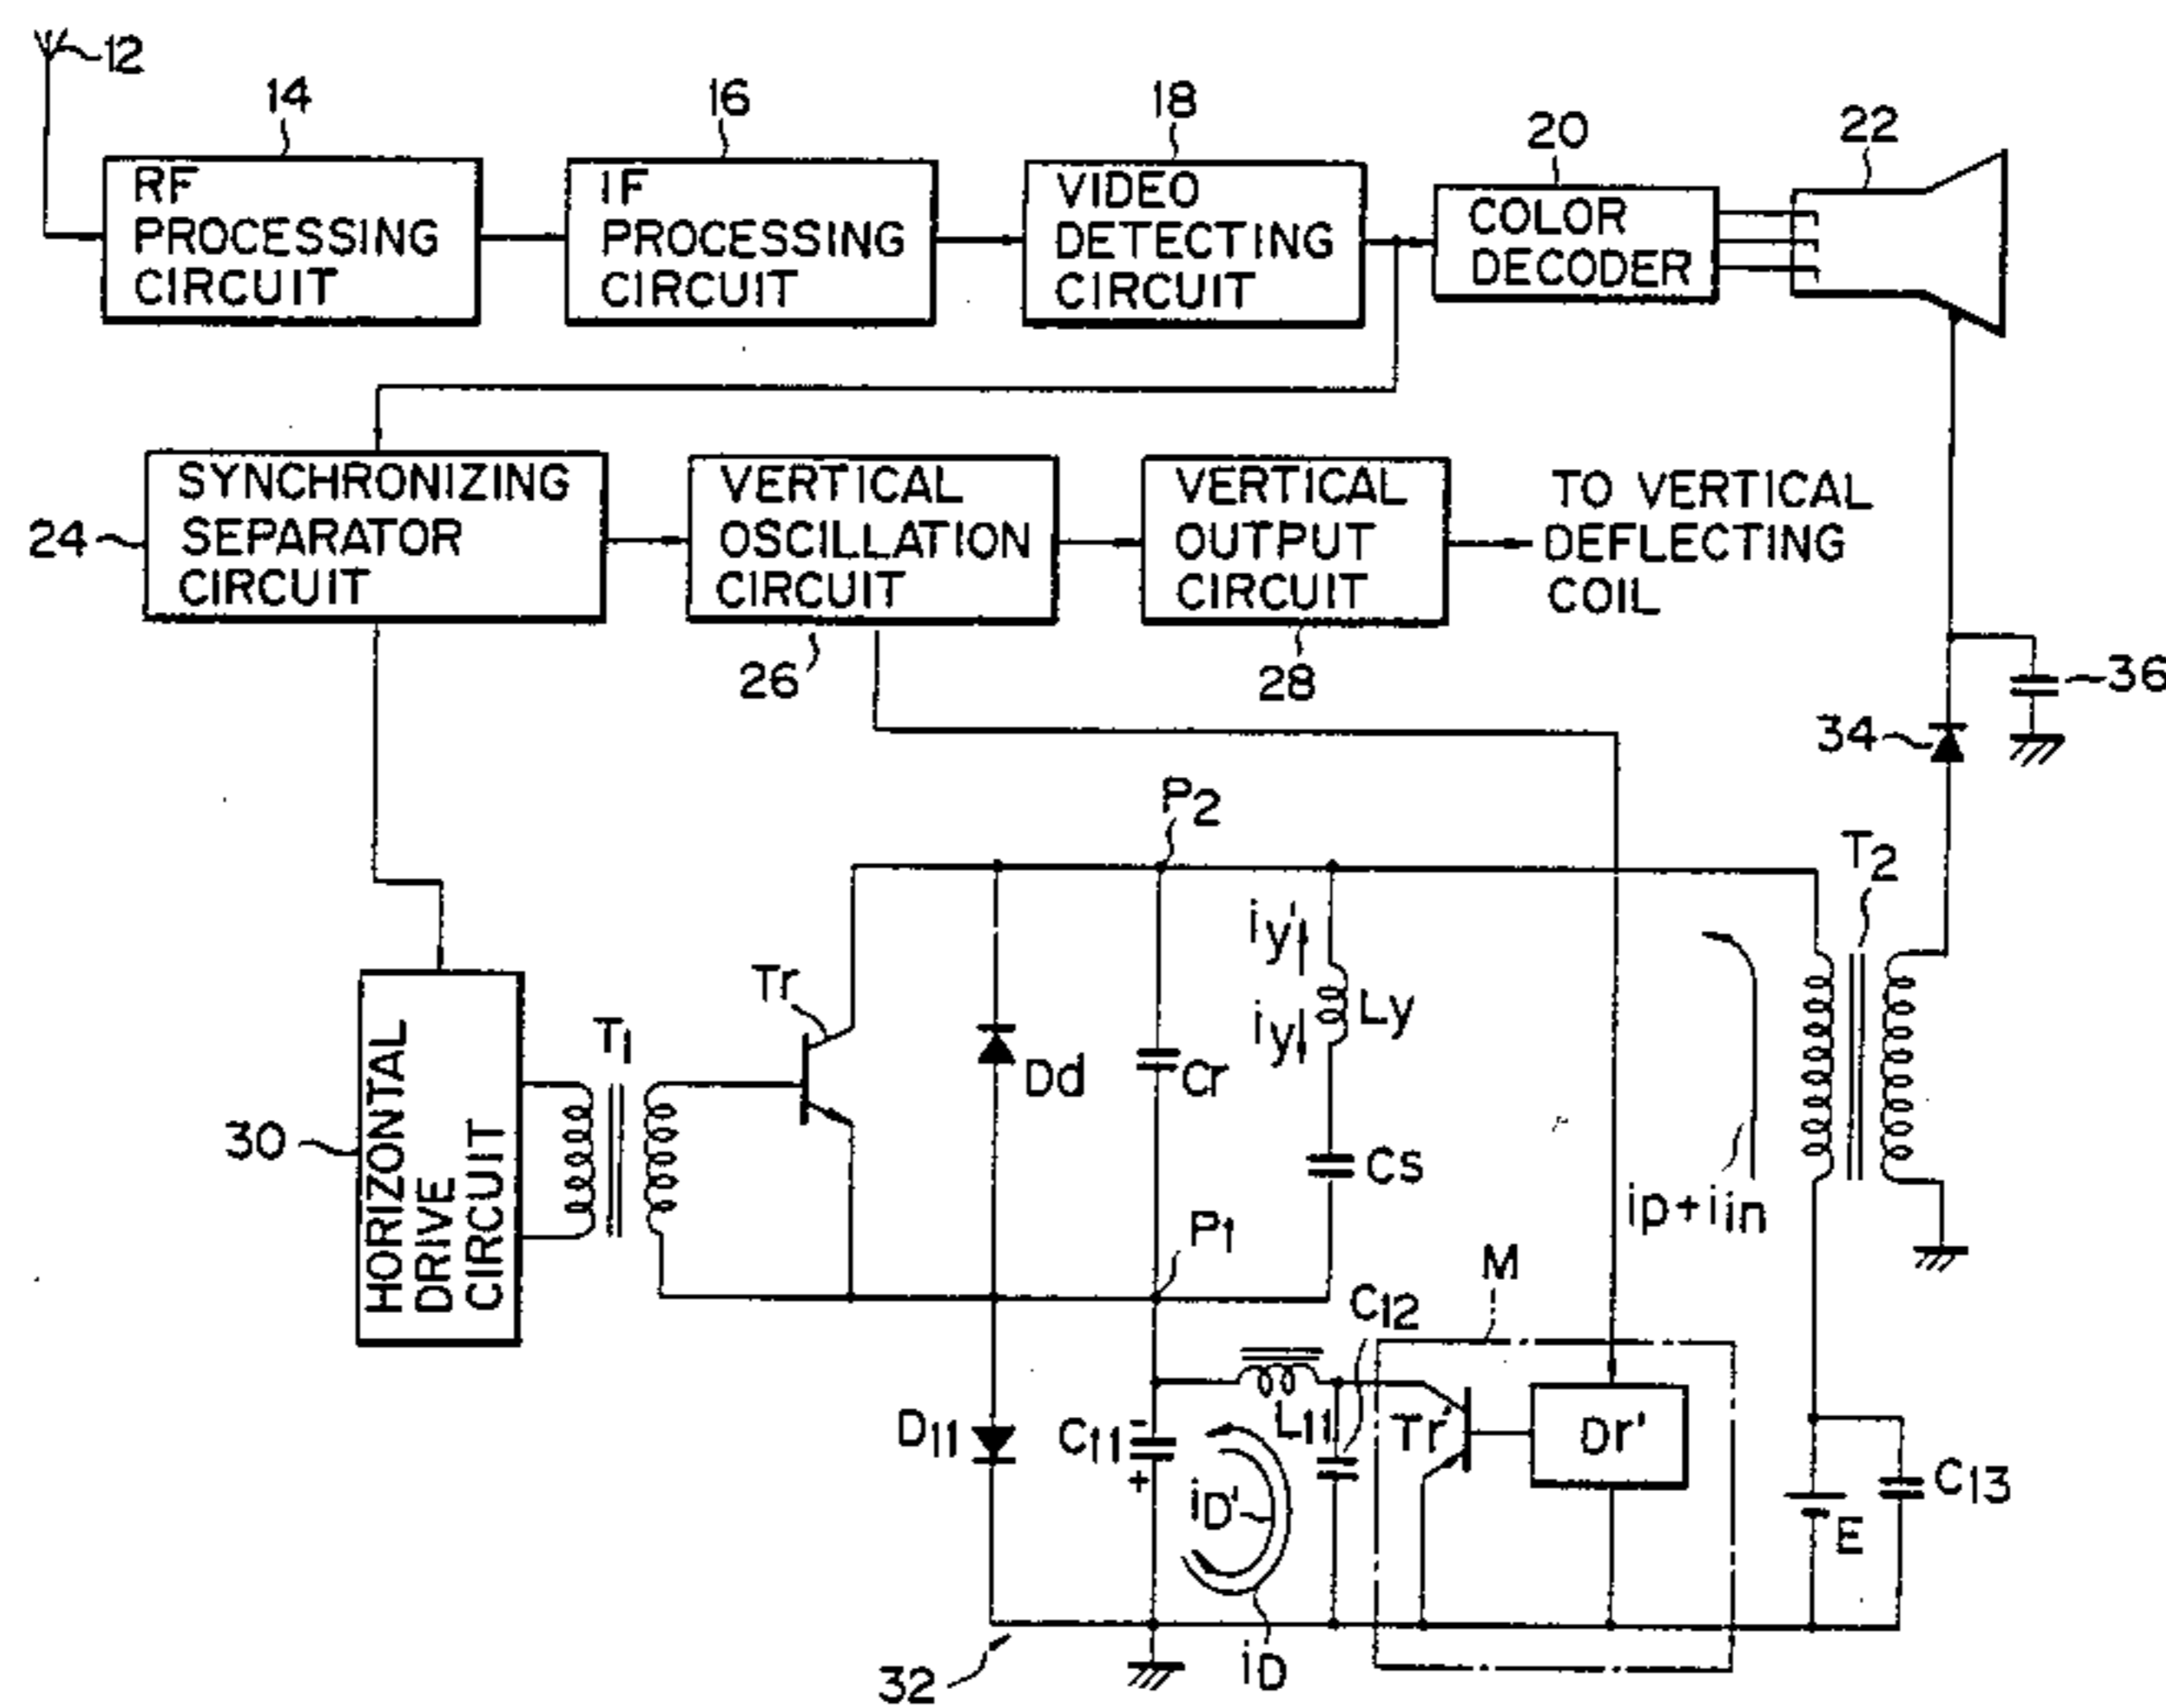 12
14
16
18
20
22
RF
PROCESSING
CIRCUIT
IF
PROCESSING
CIRCUIT
VIDEO
DETECTING
CIRCUIT
COLOR
DECODER
24
SYNCHRONIZING
SEPARATOR
CIRCUIT
VERTICAL
OSCILLATION
CIRCUIT
VERTICAL
OUTPUT
CIRCUIT
TO VERTICAL
DEFLECTING
COIL
26
28
36
34
P2
T2
30
HORIZONTAL
DRIVE
CIRCUIT
T1
Tr
Dd
Cr
iy'
iy
Ly
Cs
ip+iin
P1
M
C12
D11
C11
-
+
L11
iD'
iD
Tr'
Dr'
E
C13
32